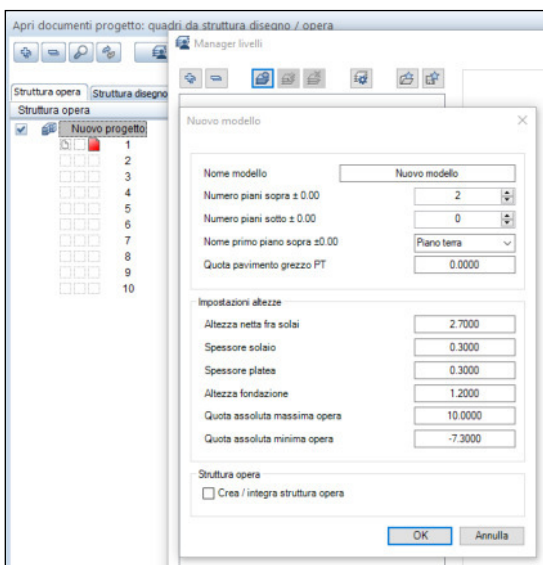 Apri documenti progetto: quadri da struttura disegno / opera
Manager livelli
Struttura opera
Struttura disegno
Struttura opera
Nuovo progetto
1
2
3
4
5
6
7
8
9
10
Nuovo modello
Nome modello Nuovo modello
Numero piani sopra ± 0.00 2
Numero piani sotto ± 0.00 0
Nome primo piano sopra ±0.00 Piano terra
Quota pavimento grezzo PT 0.0000
Impostazioni altezze
Altezza netta fra solai 2.7000
Spessore solaio 0.3000
Spessore platea 0.3000
Altezza fondazione 1.2000
Quota assoluta massima opera 10.0000
Quota assoluta minima opera -7.3000
Struttura opera
Crea / integra struttura opera
OK Annulla